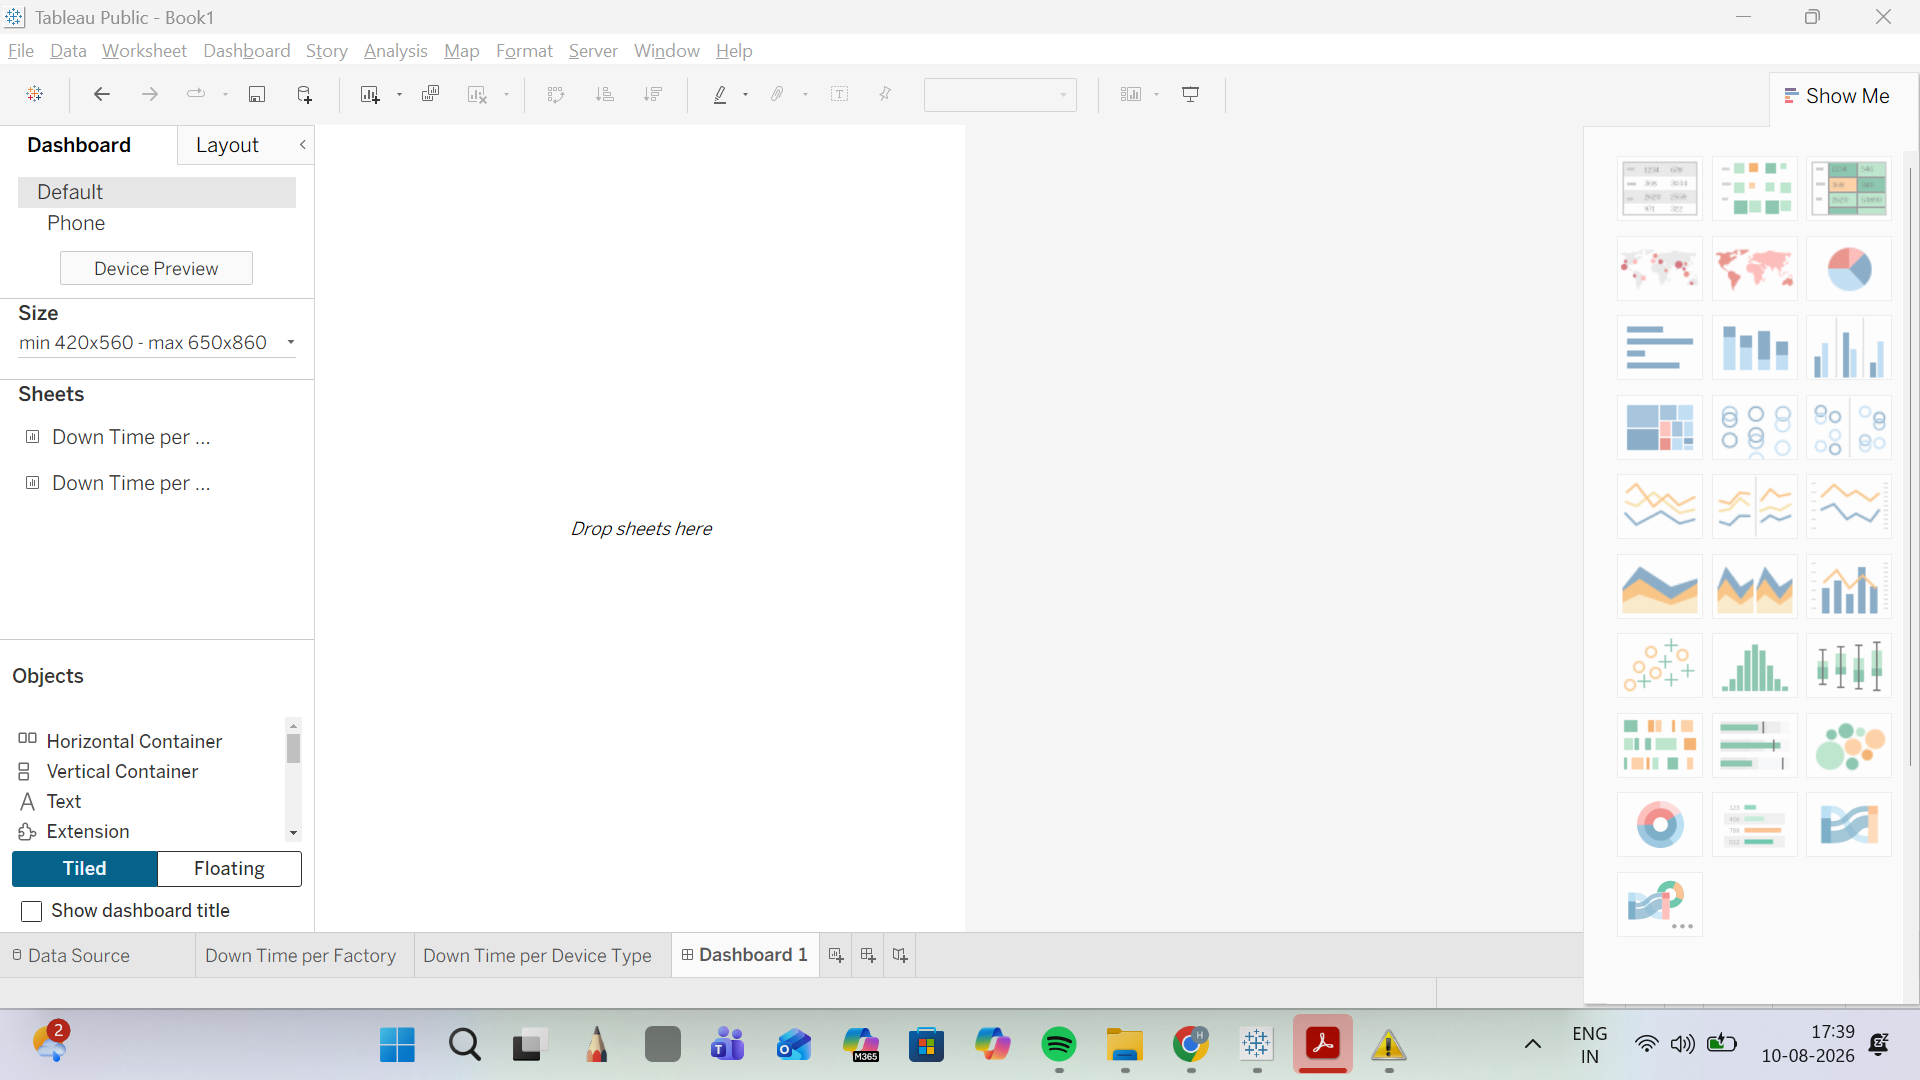 Tableau Public - Book1
File Data Worksheet Dashboard Story Analysis Map Format Server Window Help
Show Me
Dashboard Layout
Default
Phone
Device Preview
Size
min 420x560 - max 650x860
Sheets
Down Time per ...
Down Time per ...
Drop sheets here
Objects
Horizontal Container
Vertical Container
Text
Extension
Tiled Floating
Show dashboard title
Data Source Down Time per Factory Down Time per Device Type Dashboard 1
2
M365
ENG
IN
17:39
10-08-2026